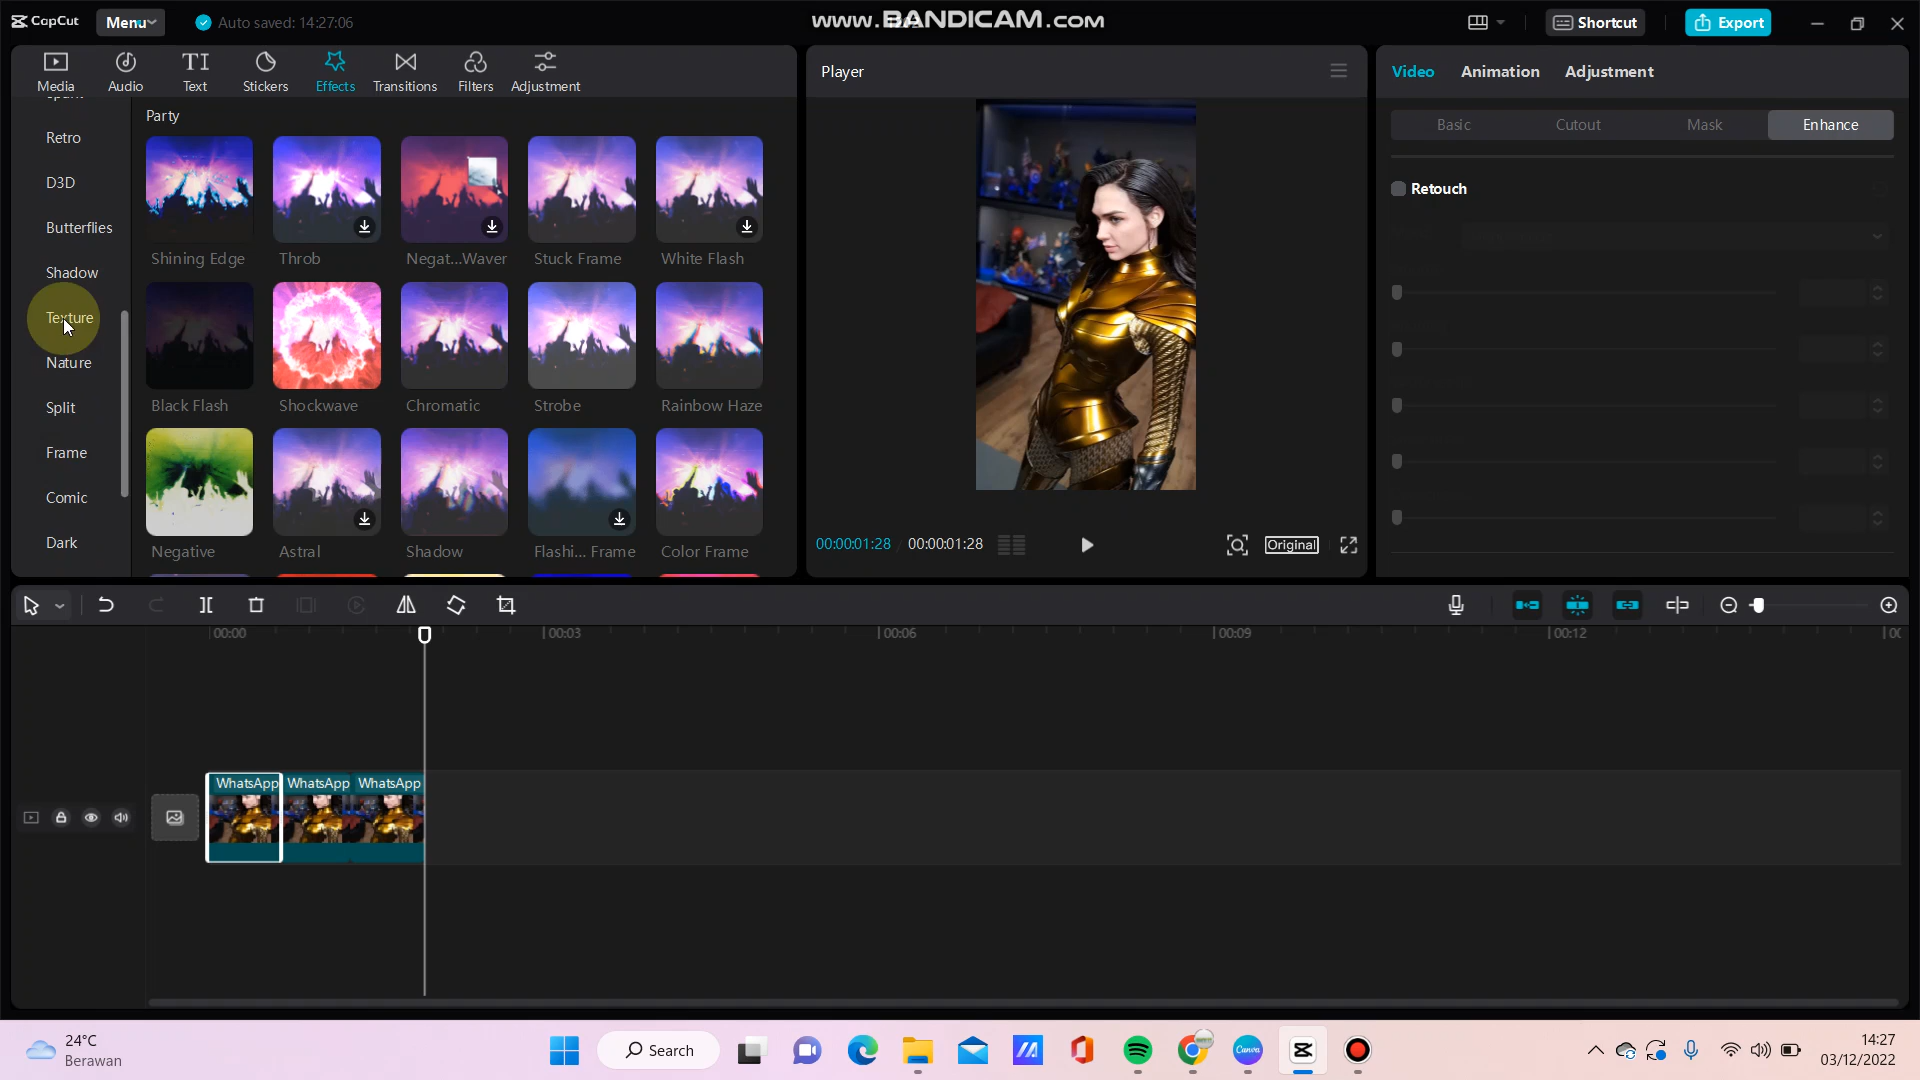 CapCut
Menu
Auto saved: 14:27:06
www.BANDICAM.com
Shortcut
Export
Media
Audio
Text
Stickers
Effects
Transitions
Filters
Adjustment
Player
Video
Animation
Adjustment
Basic
Cutout
Mask
Enhance
Retouch
Retro
D3D
Butterflies
Shadow
Texture
Nature
Split
Frame
Comic
Dark
Party
Shining Edge
Throb
Negat...Waver
Stuck Frame
White Flash
Black Flash
Shockwave
Chromatic
Strobe
Rainbow Haze
Negative
Astral
Shadow
Flashi... Frame
Color Frame
00:00:01:28
00:00:01:28
Original
00:00
00:03
00:06
00:09
00:12
WhatsApp
WhatsApp
WhatsApp
24°C
Berawan
Search
Canva
14:27
03/12/2022